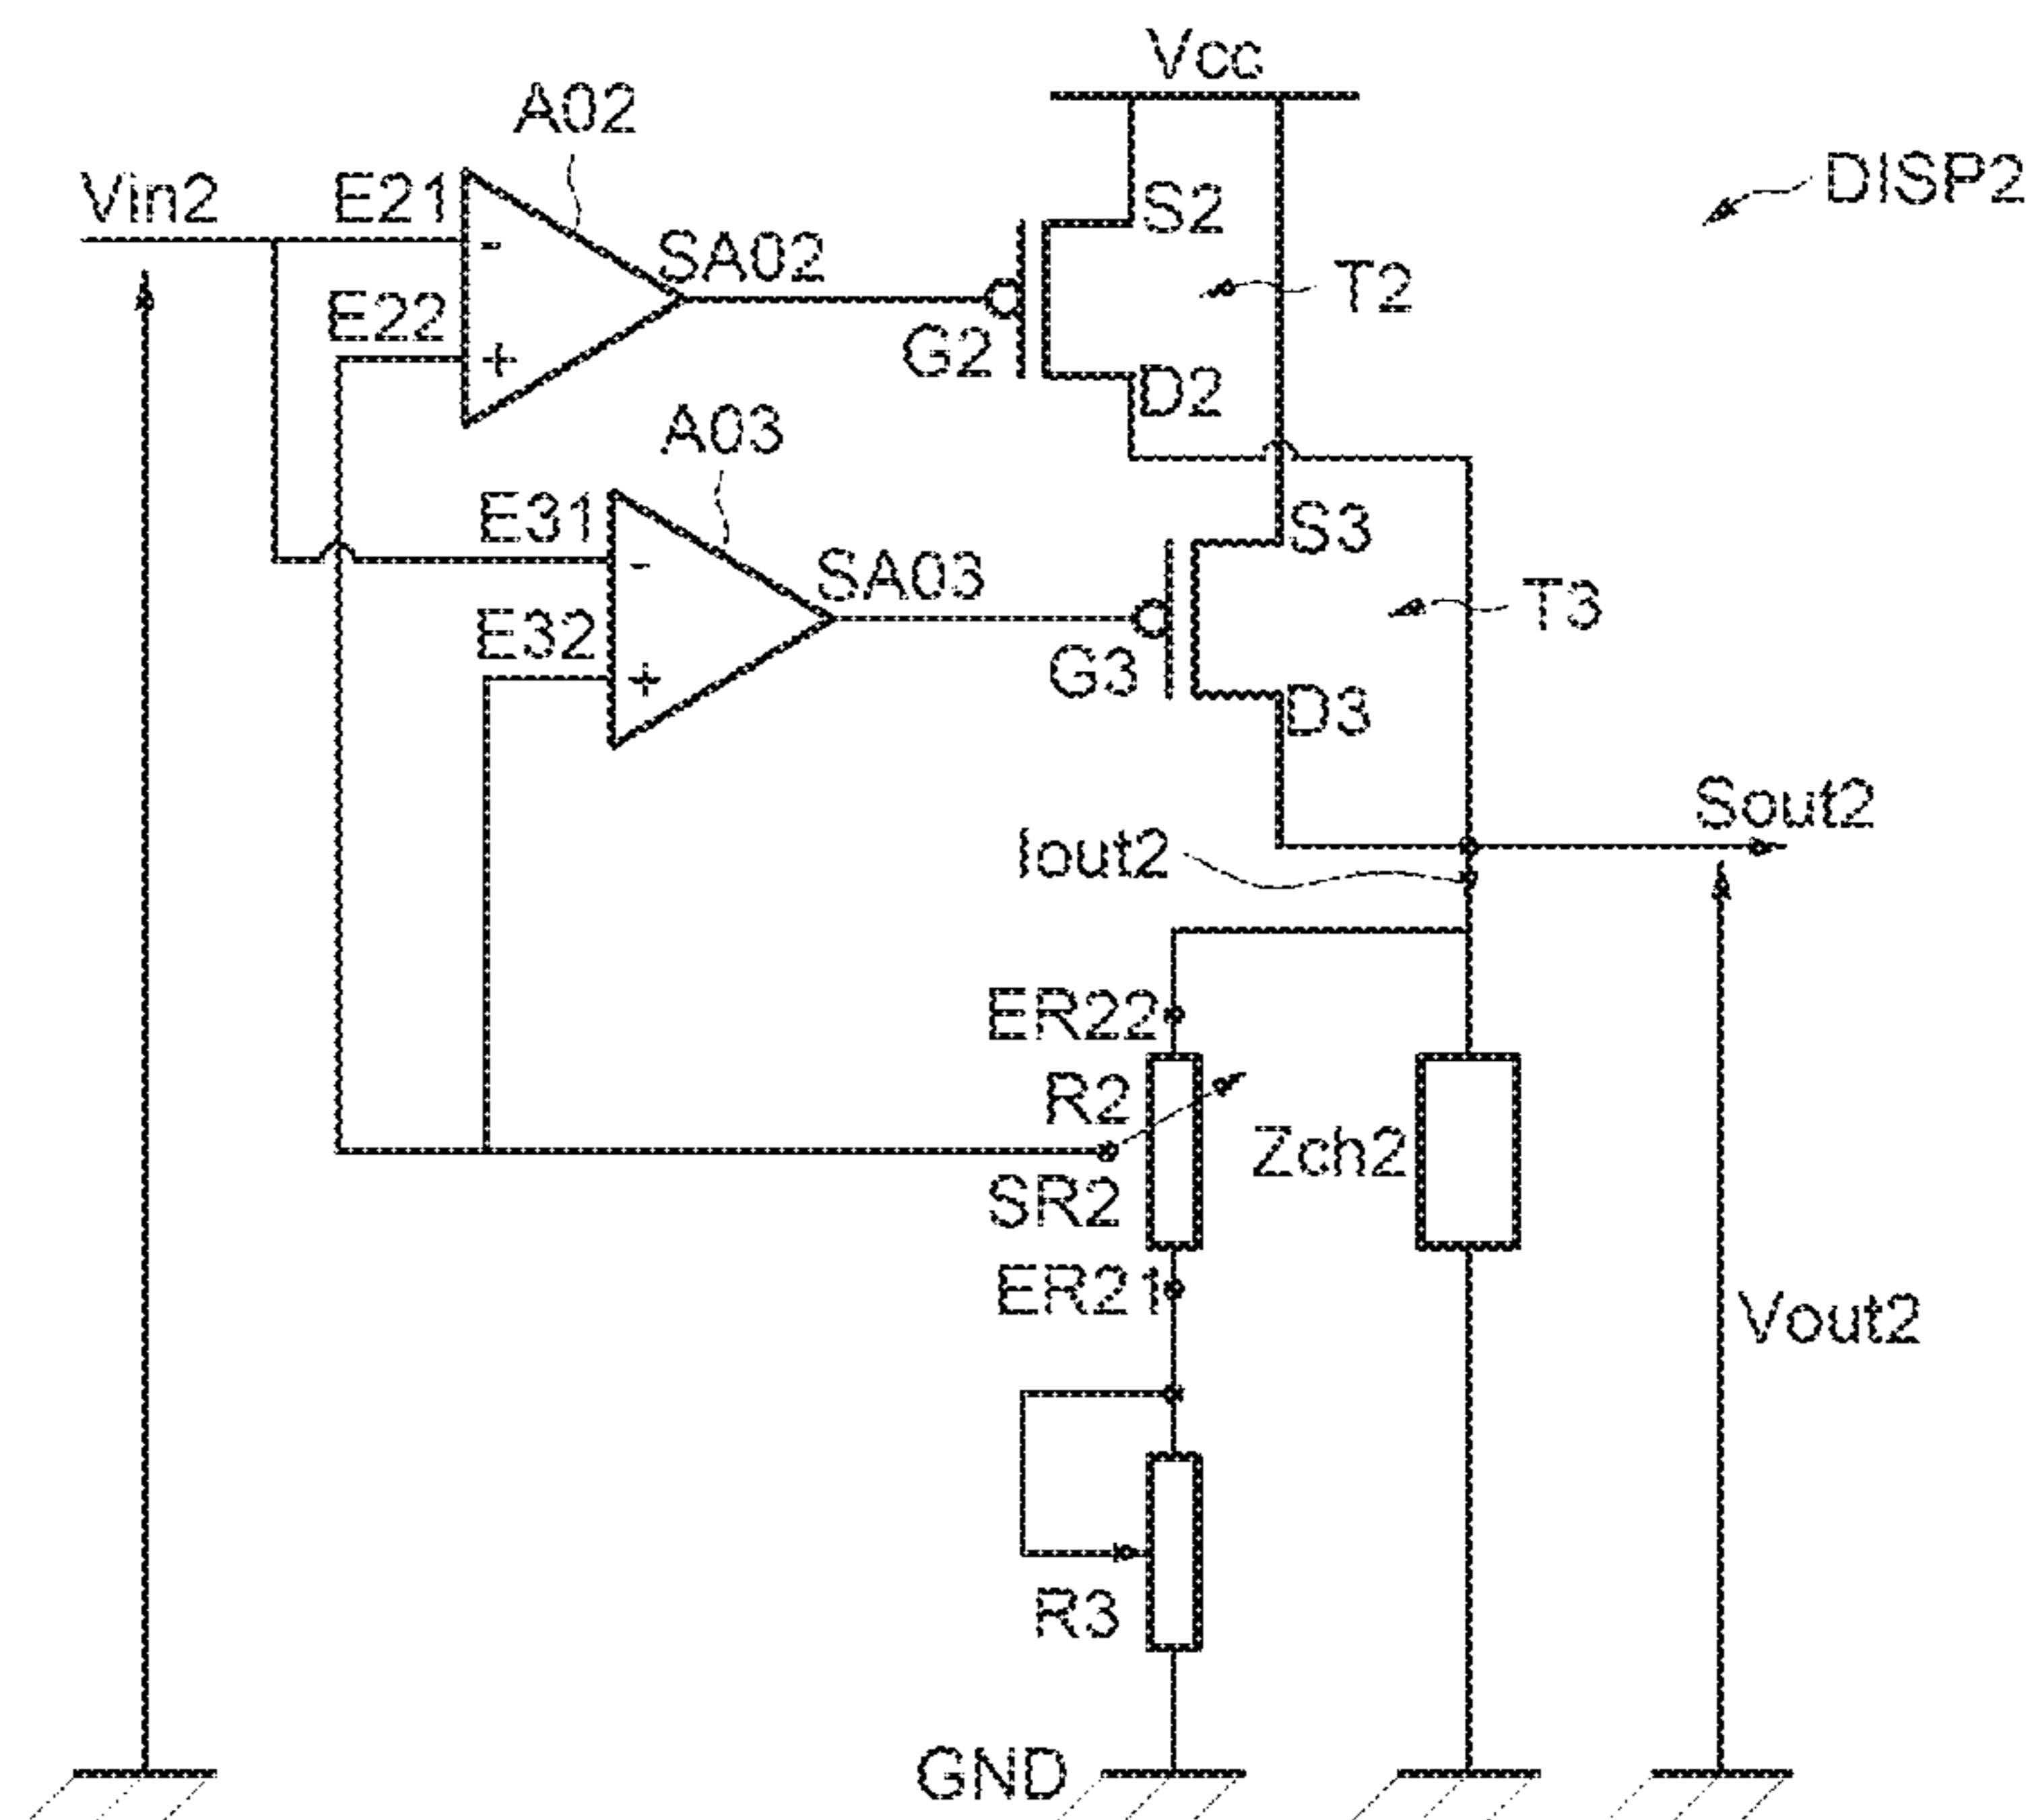 Vcc
A02
DISP2
Vin2
E21
-
S2
SA02
T2
E22
+
G2
D2
A03
E31
-
S3
SA03
T3
E32
+
G3
D3
Sout2
Iout2
ER22
R2
Zch2
SR2
ER21
Vout2
R3
GND